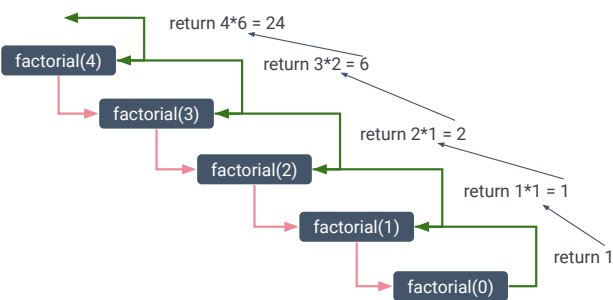 return 4*6 = 24
factorial(4)
return 3*2 = 6
factorial(3)
return 2*1 = 2
factorial(2)
return 1*1 = 1
factorial(1)
return 1
factorial(0)